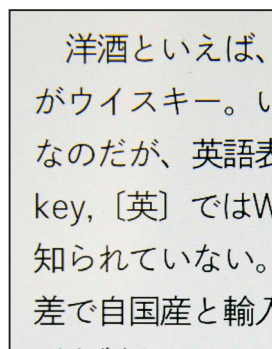 洋酒といえば、
がウイスキー。い
なのだが、英語表
key,〔英〕ではW
知られていない。
差で自国産と輸入